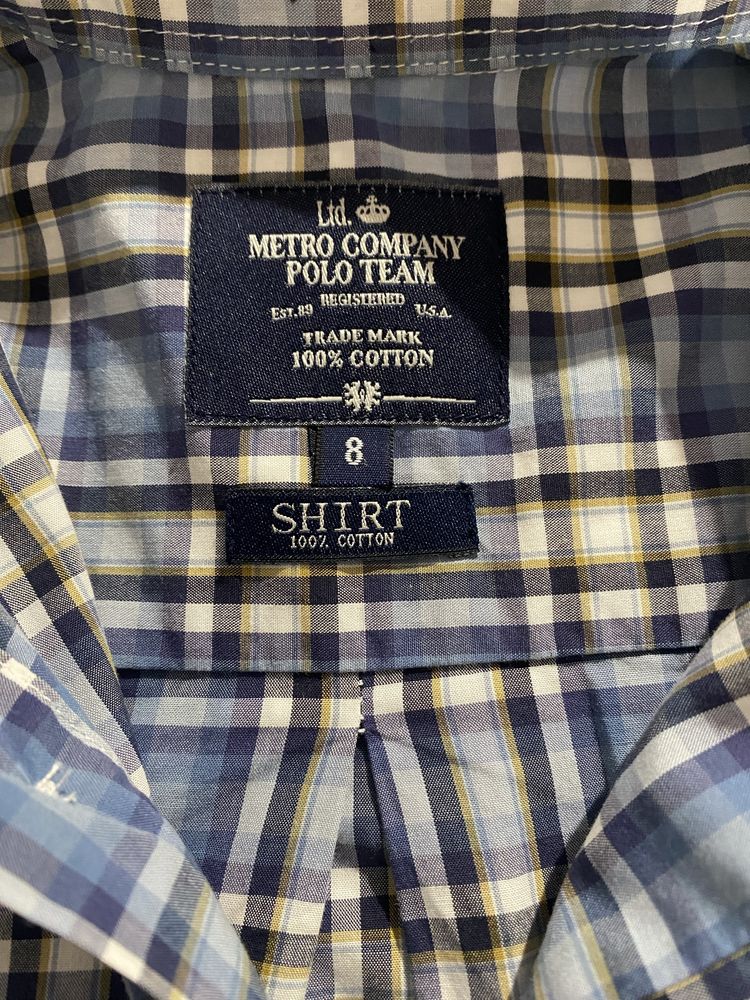 Ltd.
METRO COMPANY
POLO TEAM
REGISTERED
EST.89 U.S.A.
TRADE MARK
100% COTTON
8
SHIRT
100% COTTON